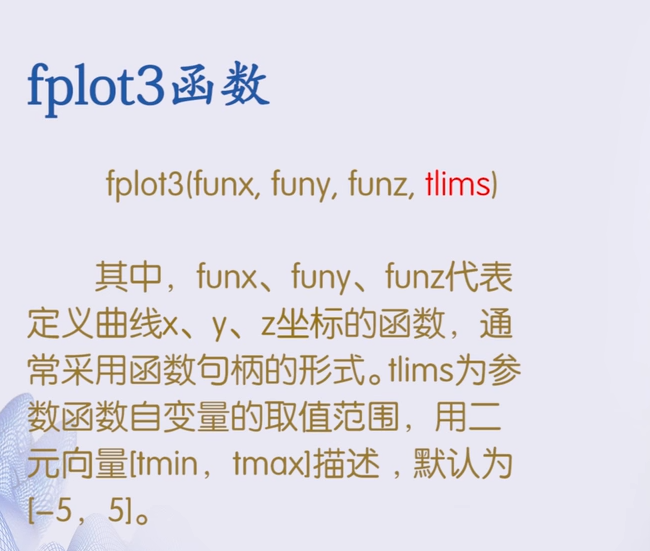 fplot3函数
fplot3(funx, funy, funz, tlims)
其中，funx、funy、funz代表
定义曲线x、y、z坐标的函数，通
常采用函数句柄的形式。tlims为参
数函数自变量的取值范围，用二
元向量[tmin，tmax]描述，默认为
[–5，5]。